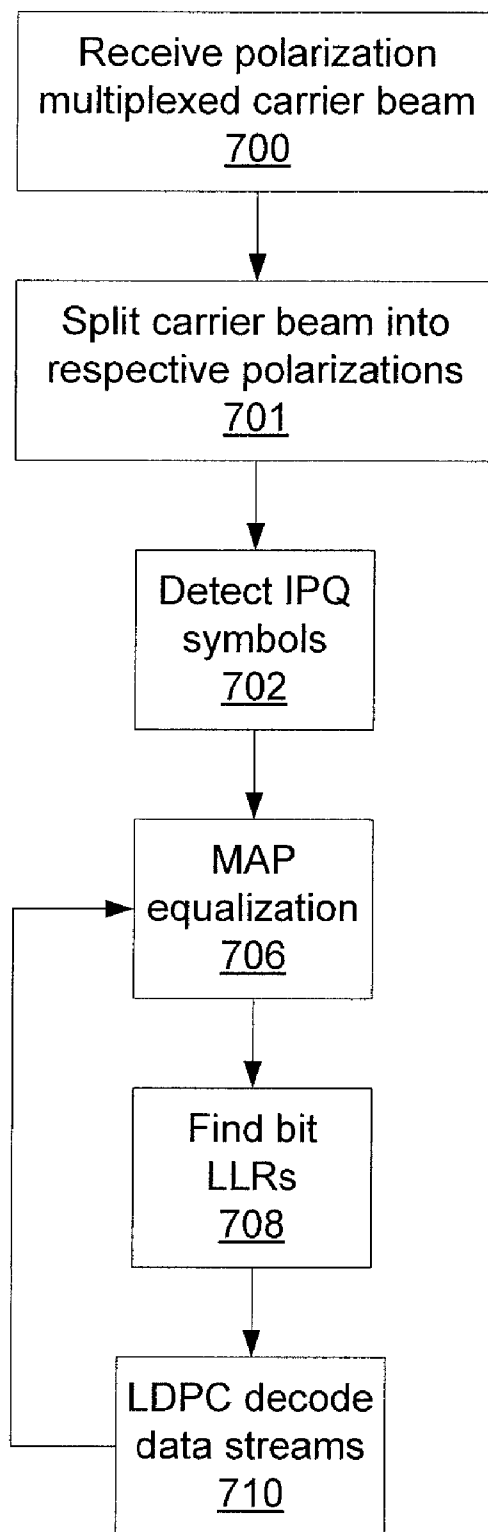 Receive polarization
multiplexed carrier beam
700
Split carrier beam into
respective polarizations
701
Detect IPQ
symbols
702
MAP
equalization
706
Find bit
LLRs
708
LDPC decode
data streams
710